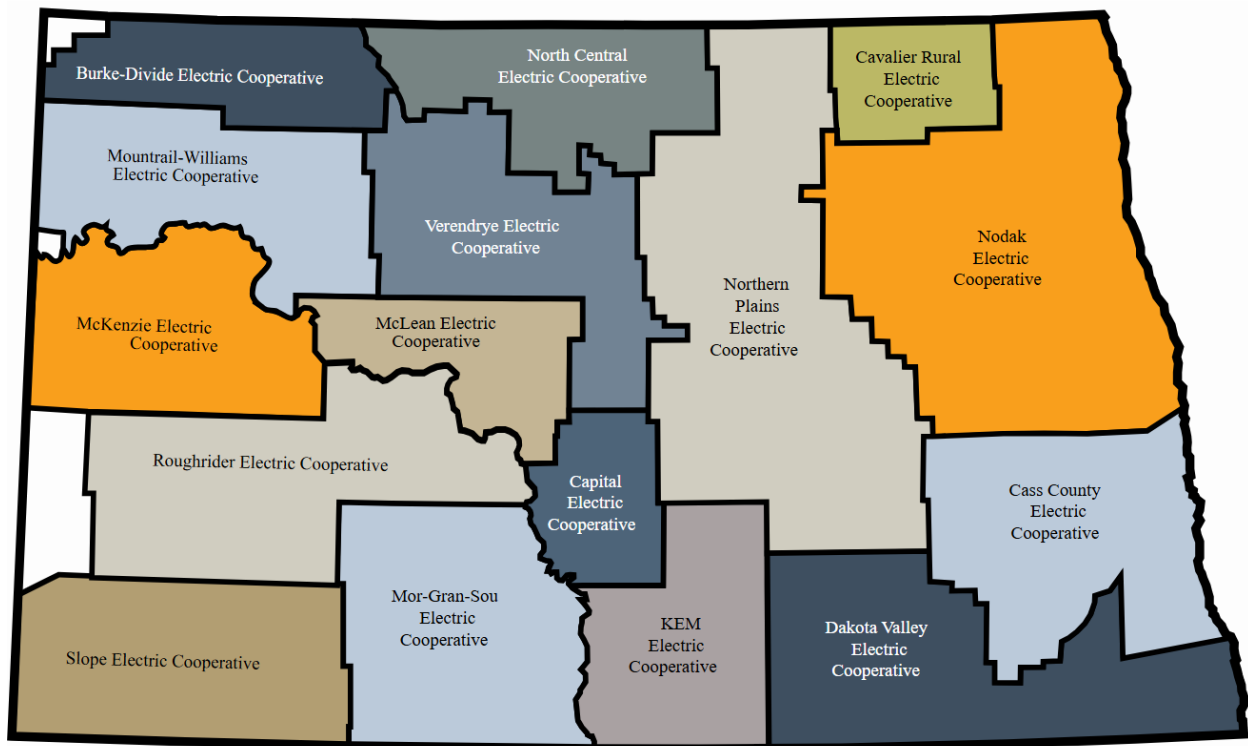 Burke-Divide Electric Cooperative
North Central
Electric Cooperative
Cavalier Rural
Electric
Cooperative
Mountrail-Williams
Electric Cooperative
Verendrye Electric
Cooperative
Nodak
Electric
Cooperative
Northern
Plains
Electric
Cooperative
McKenzie Electric
Cooperative
McLean Electric
Cooperative
Roughrider Electric Cooperative
Capital
Electric
Cooperative
Cass County
Electric
Cooperative
Mor-Gran-Sou
Electric
Cooperative
KEM
Electric
Cooperative
Dakota Valley
Electric
Cooperative
Slope Electric Cooperative